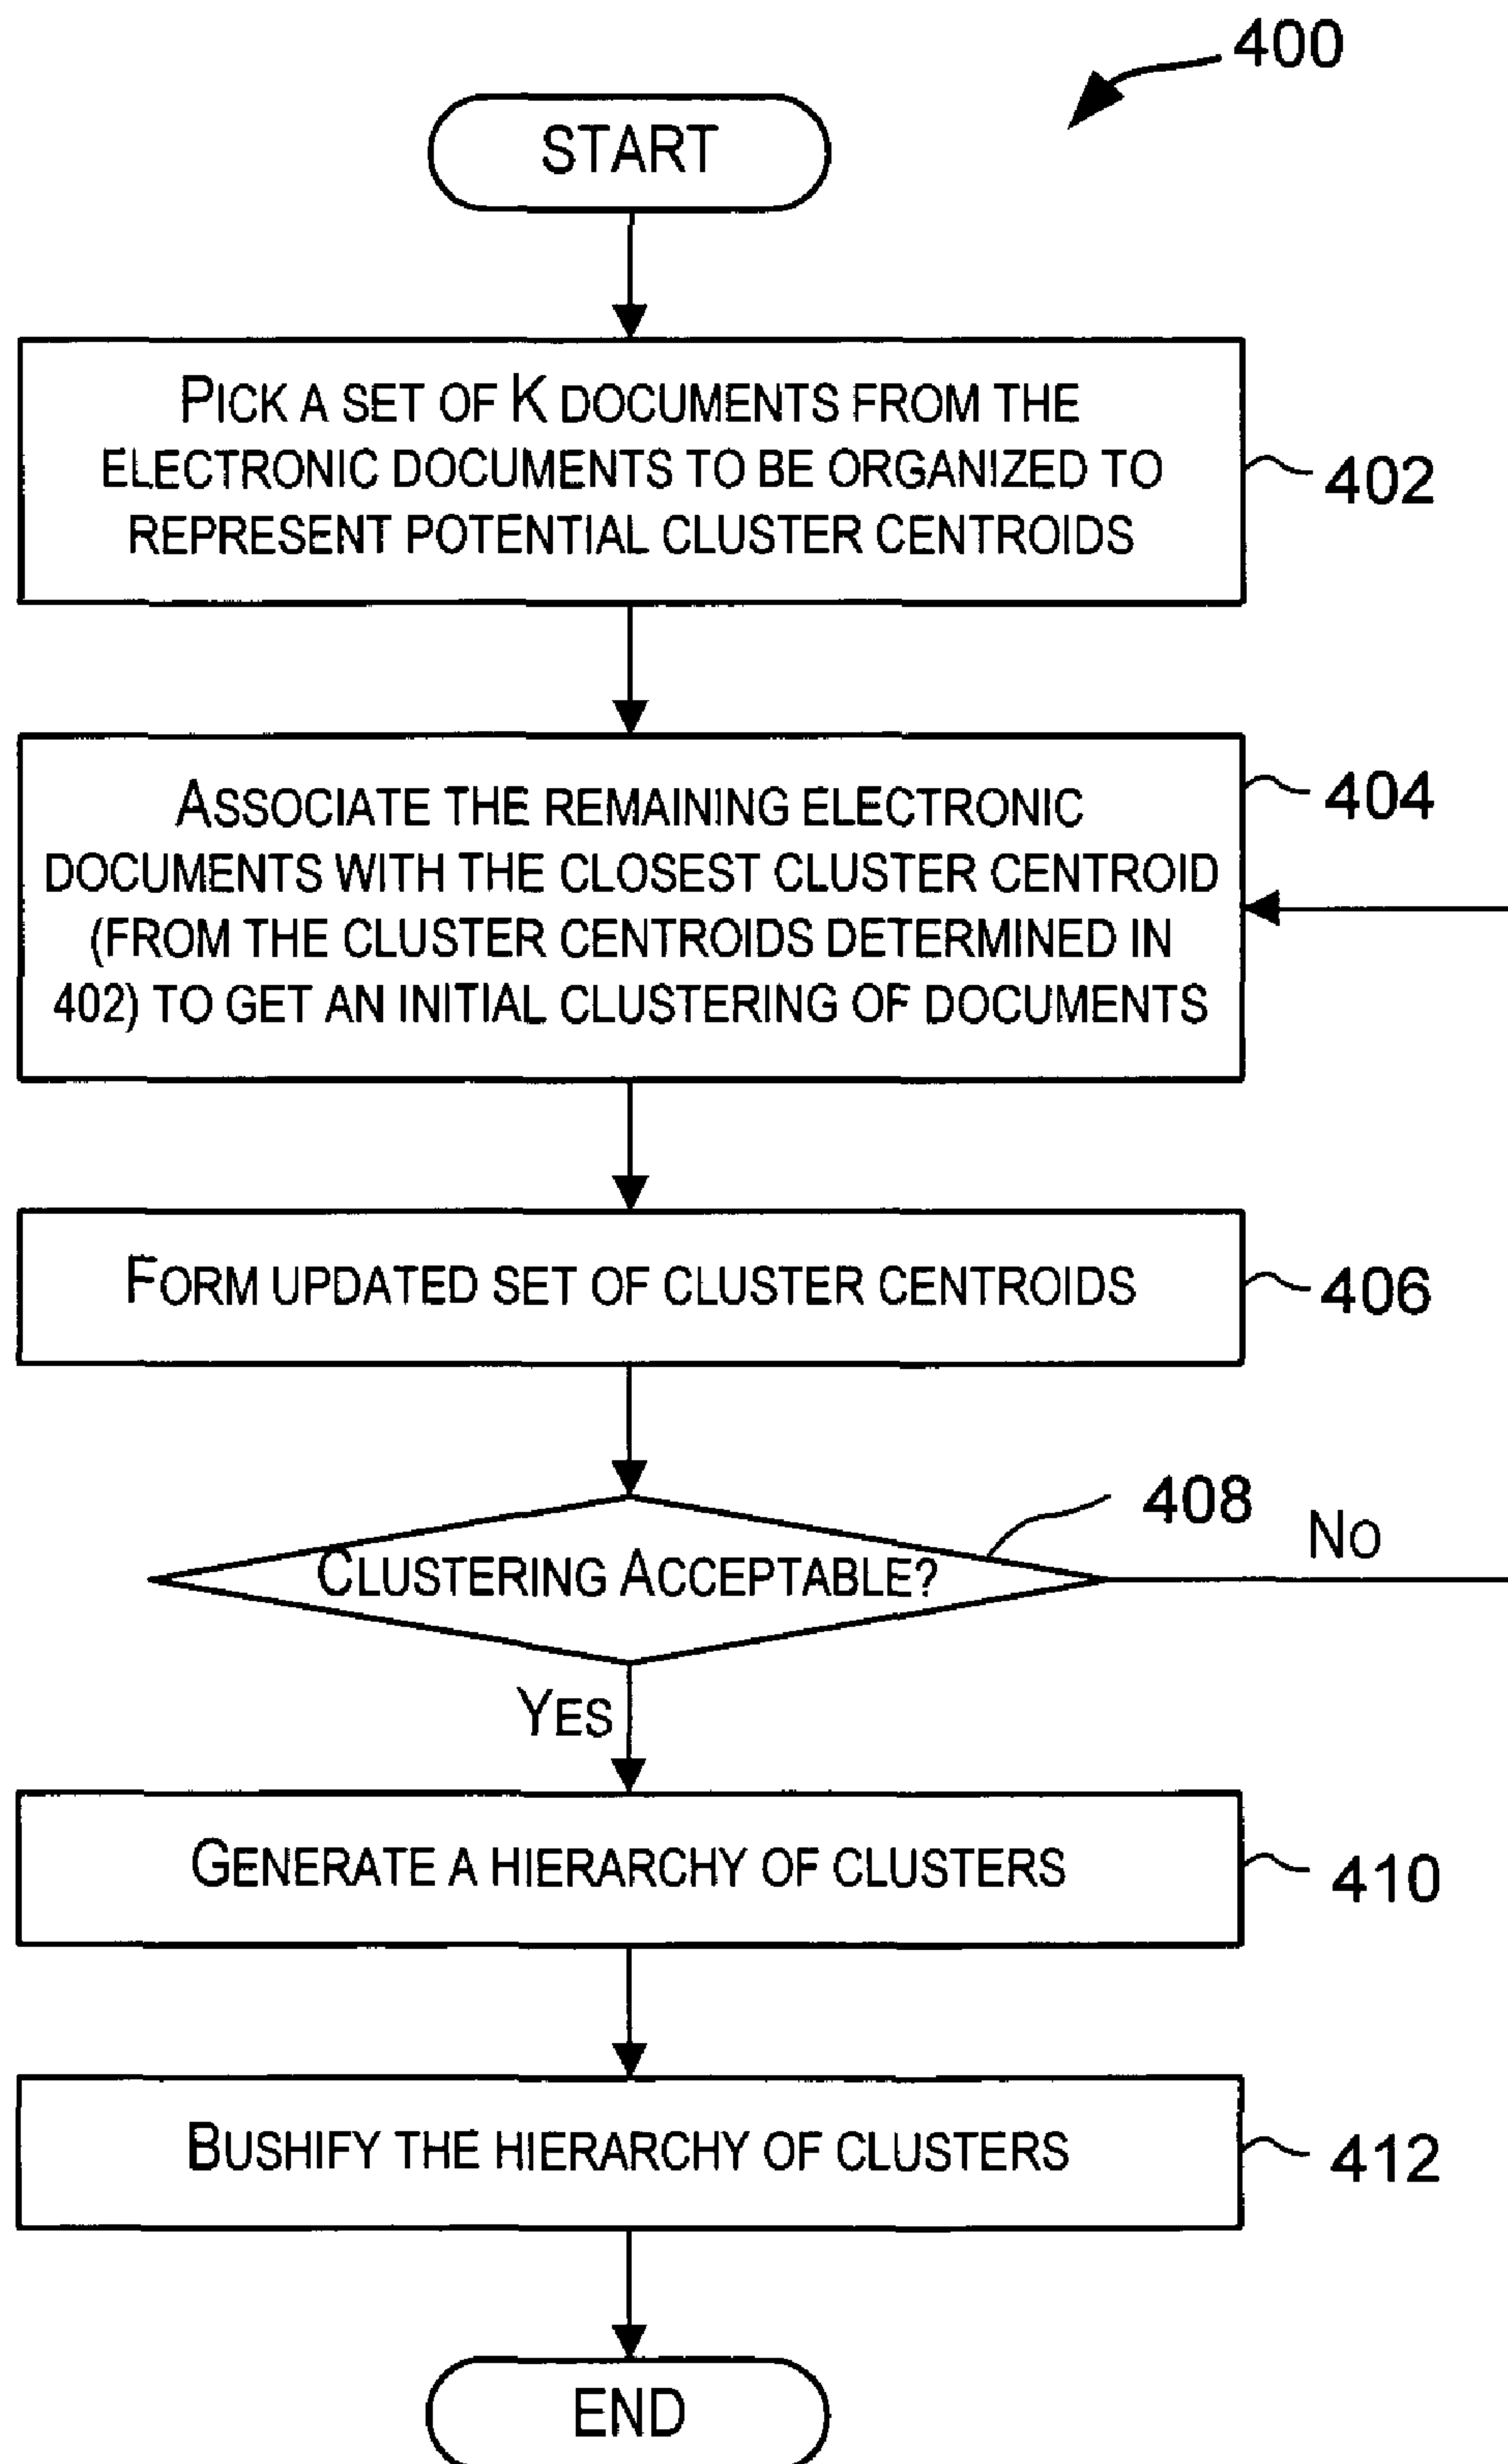 400
START
PICK A SET OF K DOCUMENTS FROM THE
ELECTRONIC DOCUMENTS TO BE ORGANIZED TO
REPRESENT POTENTIAL CLUSTER CENTROIDS
402
ASSOCIATE THE REMAINING ELECTRONIC
DOCUMENTS WITH THE CLOSEST CLUSTER CENTROID
(FROM THE CLUSTER CENTROIDS DETERMINED IN
402) TO GET AN INITIAL CLUSTERING OF DOCUMENTS
404
FORM UPDATED SET OF CLUSTER CENTROIDS
406
CLUSTERING ACCEPTABLE?
408
NO
YES
GENERATE A HIERARCHY OF CLUSTERS
410
BUSHIFY THE HIERARCHY OF CLUSTERS
412
END